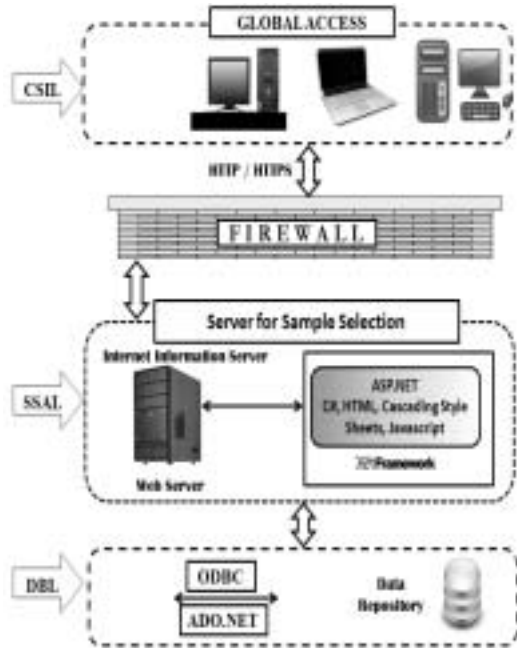 GLOBAL ACCESS
CSIL
HTTP / HTTPS
FIREWALL
Server for Sample Selection
Internet Information Server
ASP.NET
C#, HTML, Cascading Style
Sheets, Javascript
SSAL
Framework
Web Server
ODBC
DBL
Data
Repository
ADO.NET